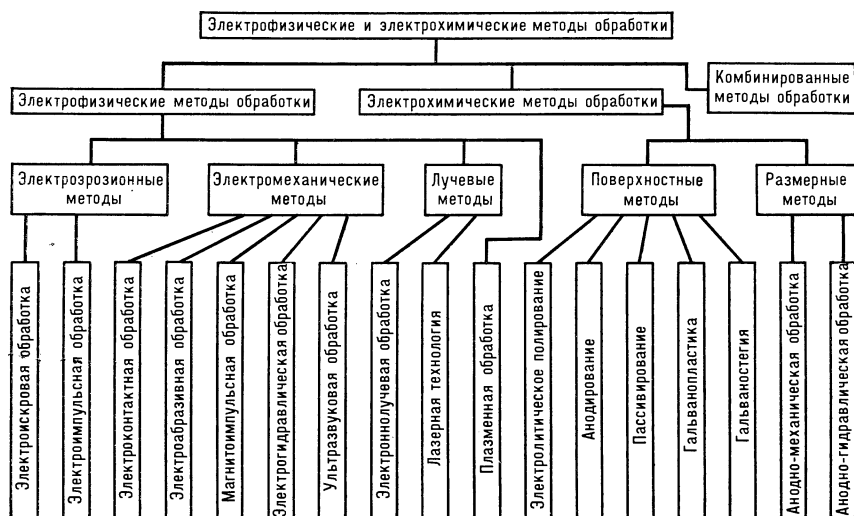 Электрофизические и электрохимические методы обработки
Комбинированные
методы обработки
Электрофизические методы обработки
Электрохимические методы обработки
Электроэрозионные
методы
Электромеханические
методы
Лучевые
методы
Поверхностные
методы
Размерные
методы
Электроискровая обработка
Электроимпульсная обработка
Электроконтактная обработка
Электроабразивная обработка
Магнитоимпульсная обработка
Электрогидравлическая обработка
Ультразвуковая обработка
Электроннолучевая обработка
Лазерная технология
Плазменная обработка
Электролитическое полирование
Анодирование
Пассивирование
Гальванопластика
Гальваностегия
Анодно-механическая обработка
Анодно-гидравлическая обработка